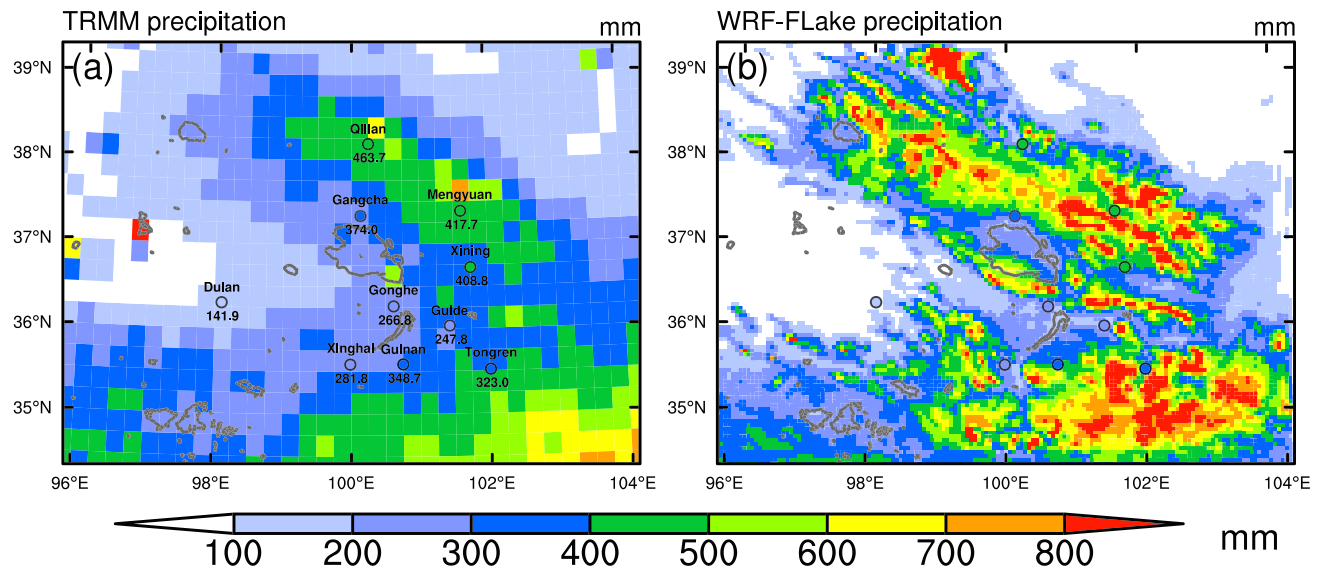 TRMM precipitation mm
WRF-FLake precipitation mm
(a)
(b)
39°N
38°N
37°N
36°N
35°N
39°N
38°N
37°N
36°N
35°N
QIlIan
463.7
Mengyuan
417.7
Gangcha
374.0
Xining
408.8
Dulan
141.9
Gonghe
266.8
GuIde
247.8
XInghaI
281.8
GuInan
348.7
Tongren
323.0
96°E 98°E 100°E 102°E 104°E
96°E 98°E 100°E 102°E 104°E
100 200 300 400 500 600 700 800
mm